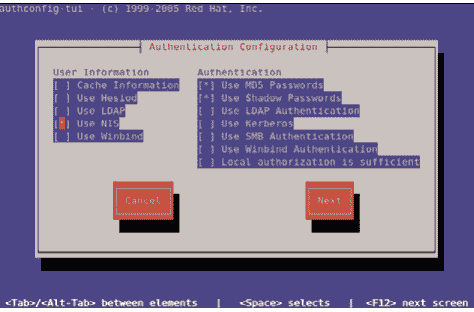 authconfig-tui - (c) 1999-2005 Red Hat, Inc.
Authentication Configuration
User Information
[ ] Cache Information
[ ] Use Hesiod
[ ] Use LDAP
[*] Use NIS
[ ] Use Winbind
Authentication
[*] Use MD5 Passwords
[*] Use Shadow Passwords
[ ] Use LDAP Authentication
[ ] Use Kerberos
[ ] Use SMB Authentication
[ ] Use Winbind Authentication
[ ] Local authorization is sufficient
Cancel
Next
<Tab>/<Alt-Tab> between elements | <Space> selects | <F12> next screen